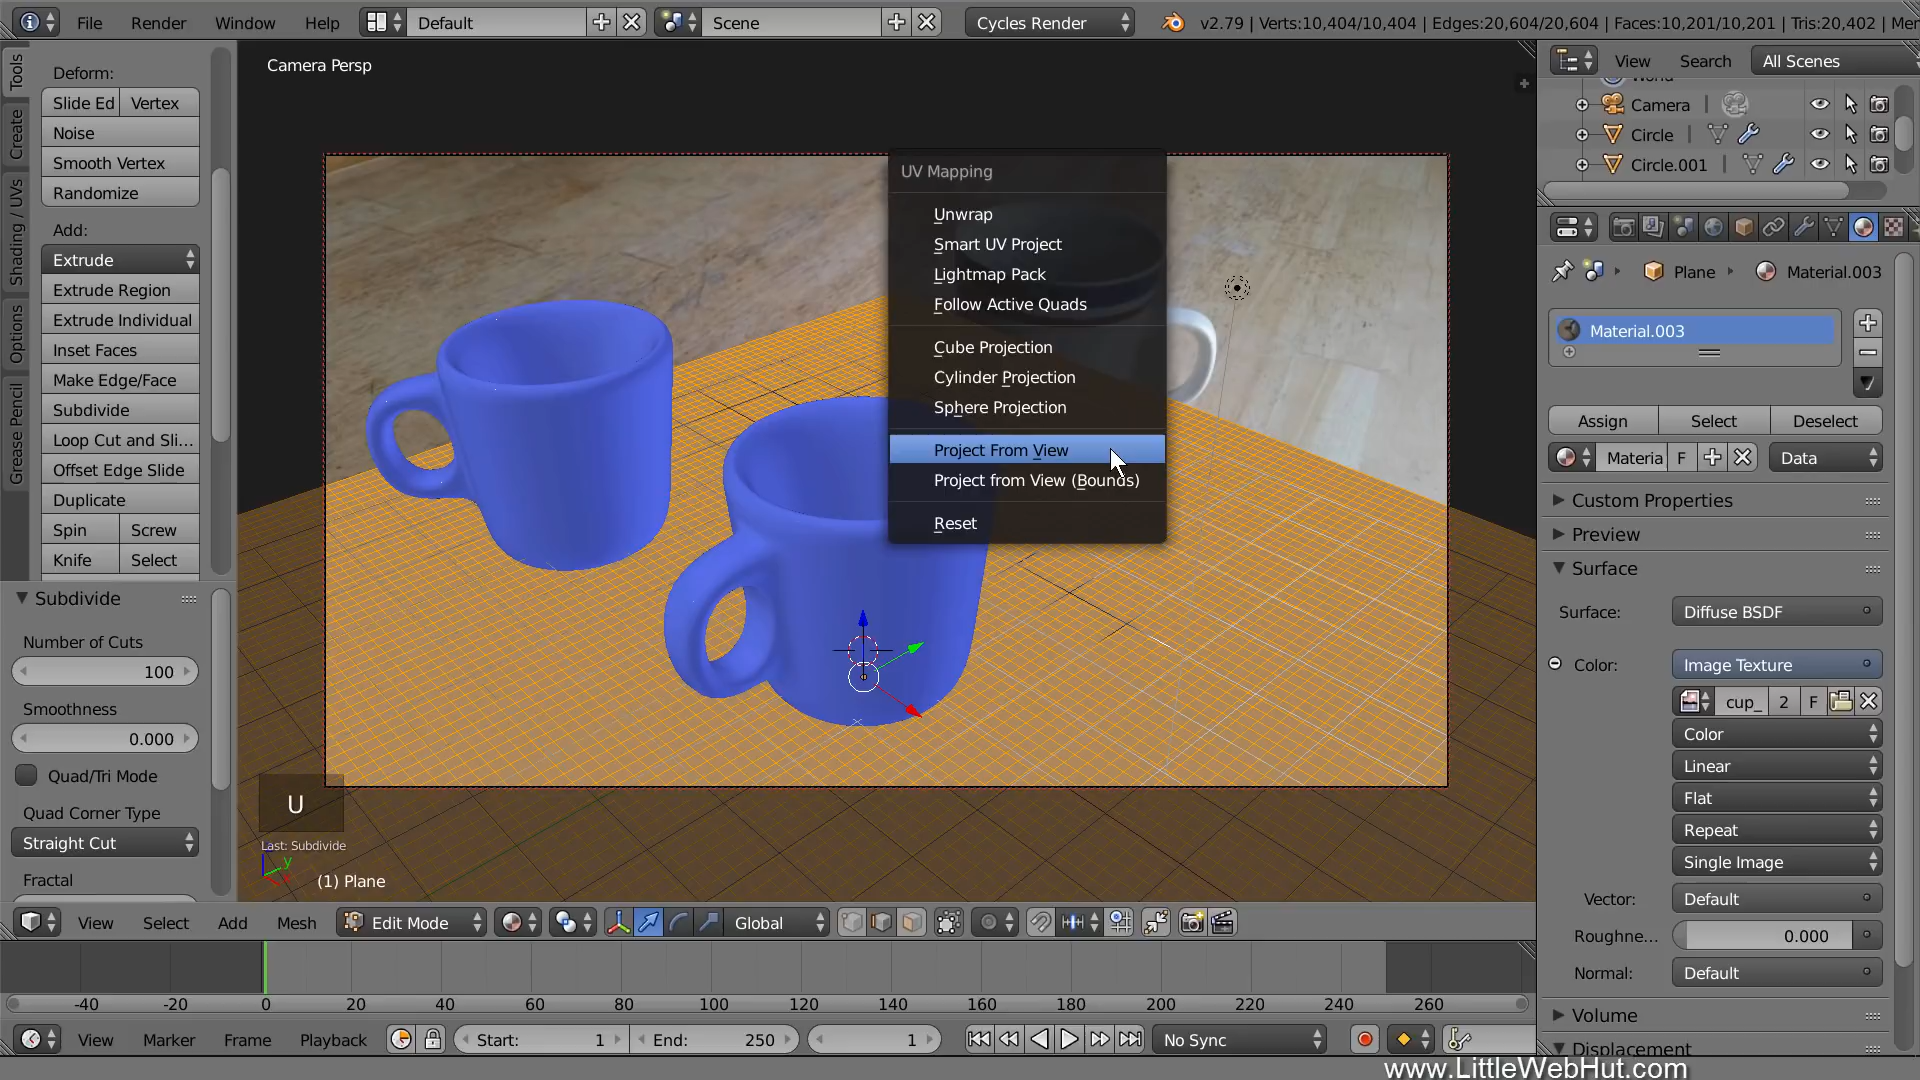 File Render Window Help Default Scene Cycles Render v2.79 | Verts:10,404/10,404 | Edges:20,604/20,604 | Faces:10,201/10,201 | Tris:20,402 | Mer
Tools
Create
Shading / UVs
Options
Grease Pencil
Deform:
Slide Ed Vertex
Noise
Smooth Vertex
Randomize
Add:
Extrude
Extrude Region
Extrude Individual
Inset Faces
Make Edge/Face
Subdivide
Loop Cut and Sli...
Offset Edge Slide
Duplicate
Spin Screw
Knife Select
Subdivide
Number of Cuts
100
Smoothness
0.000
Quad/Tri Mode
Quad Corner Type
Straight Cut
Fractal
Camera Persp
UV Mapping
Unwrap
Smart UV Project
Lightmap Pack
Follow Active Quads
Cube Projection
Cylinder Projection
Sphere Projection
Project From View
Project from View (Bounds)
Reset
U
Last: Subdivide
y
(1) Plane
View Select Add Mesh Edit Mode Global
-40 -20 0 20 40 60 80 100 120 140 160 180 200 220 240 260
View Marker Frame Playback Start: 1 End: 250 1 No Sync
View Search All Scenes
World
Camera
Circle
Circle.001
Plane Material.003
Material.003
Assign Select Deselect
Materia F Data
Custom Properties
Preview
Surface
Surface: Diffuse BSDF
Color: Image Texture
cup_ 2 F
Color
Linear
Flat
Repeat
Single Image
Vector: Default
Roughne... 0.000
Normal: Default
Volume
Displacement
www.LittleWebHut.com